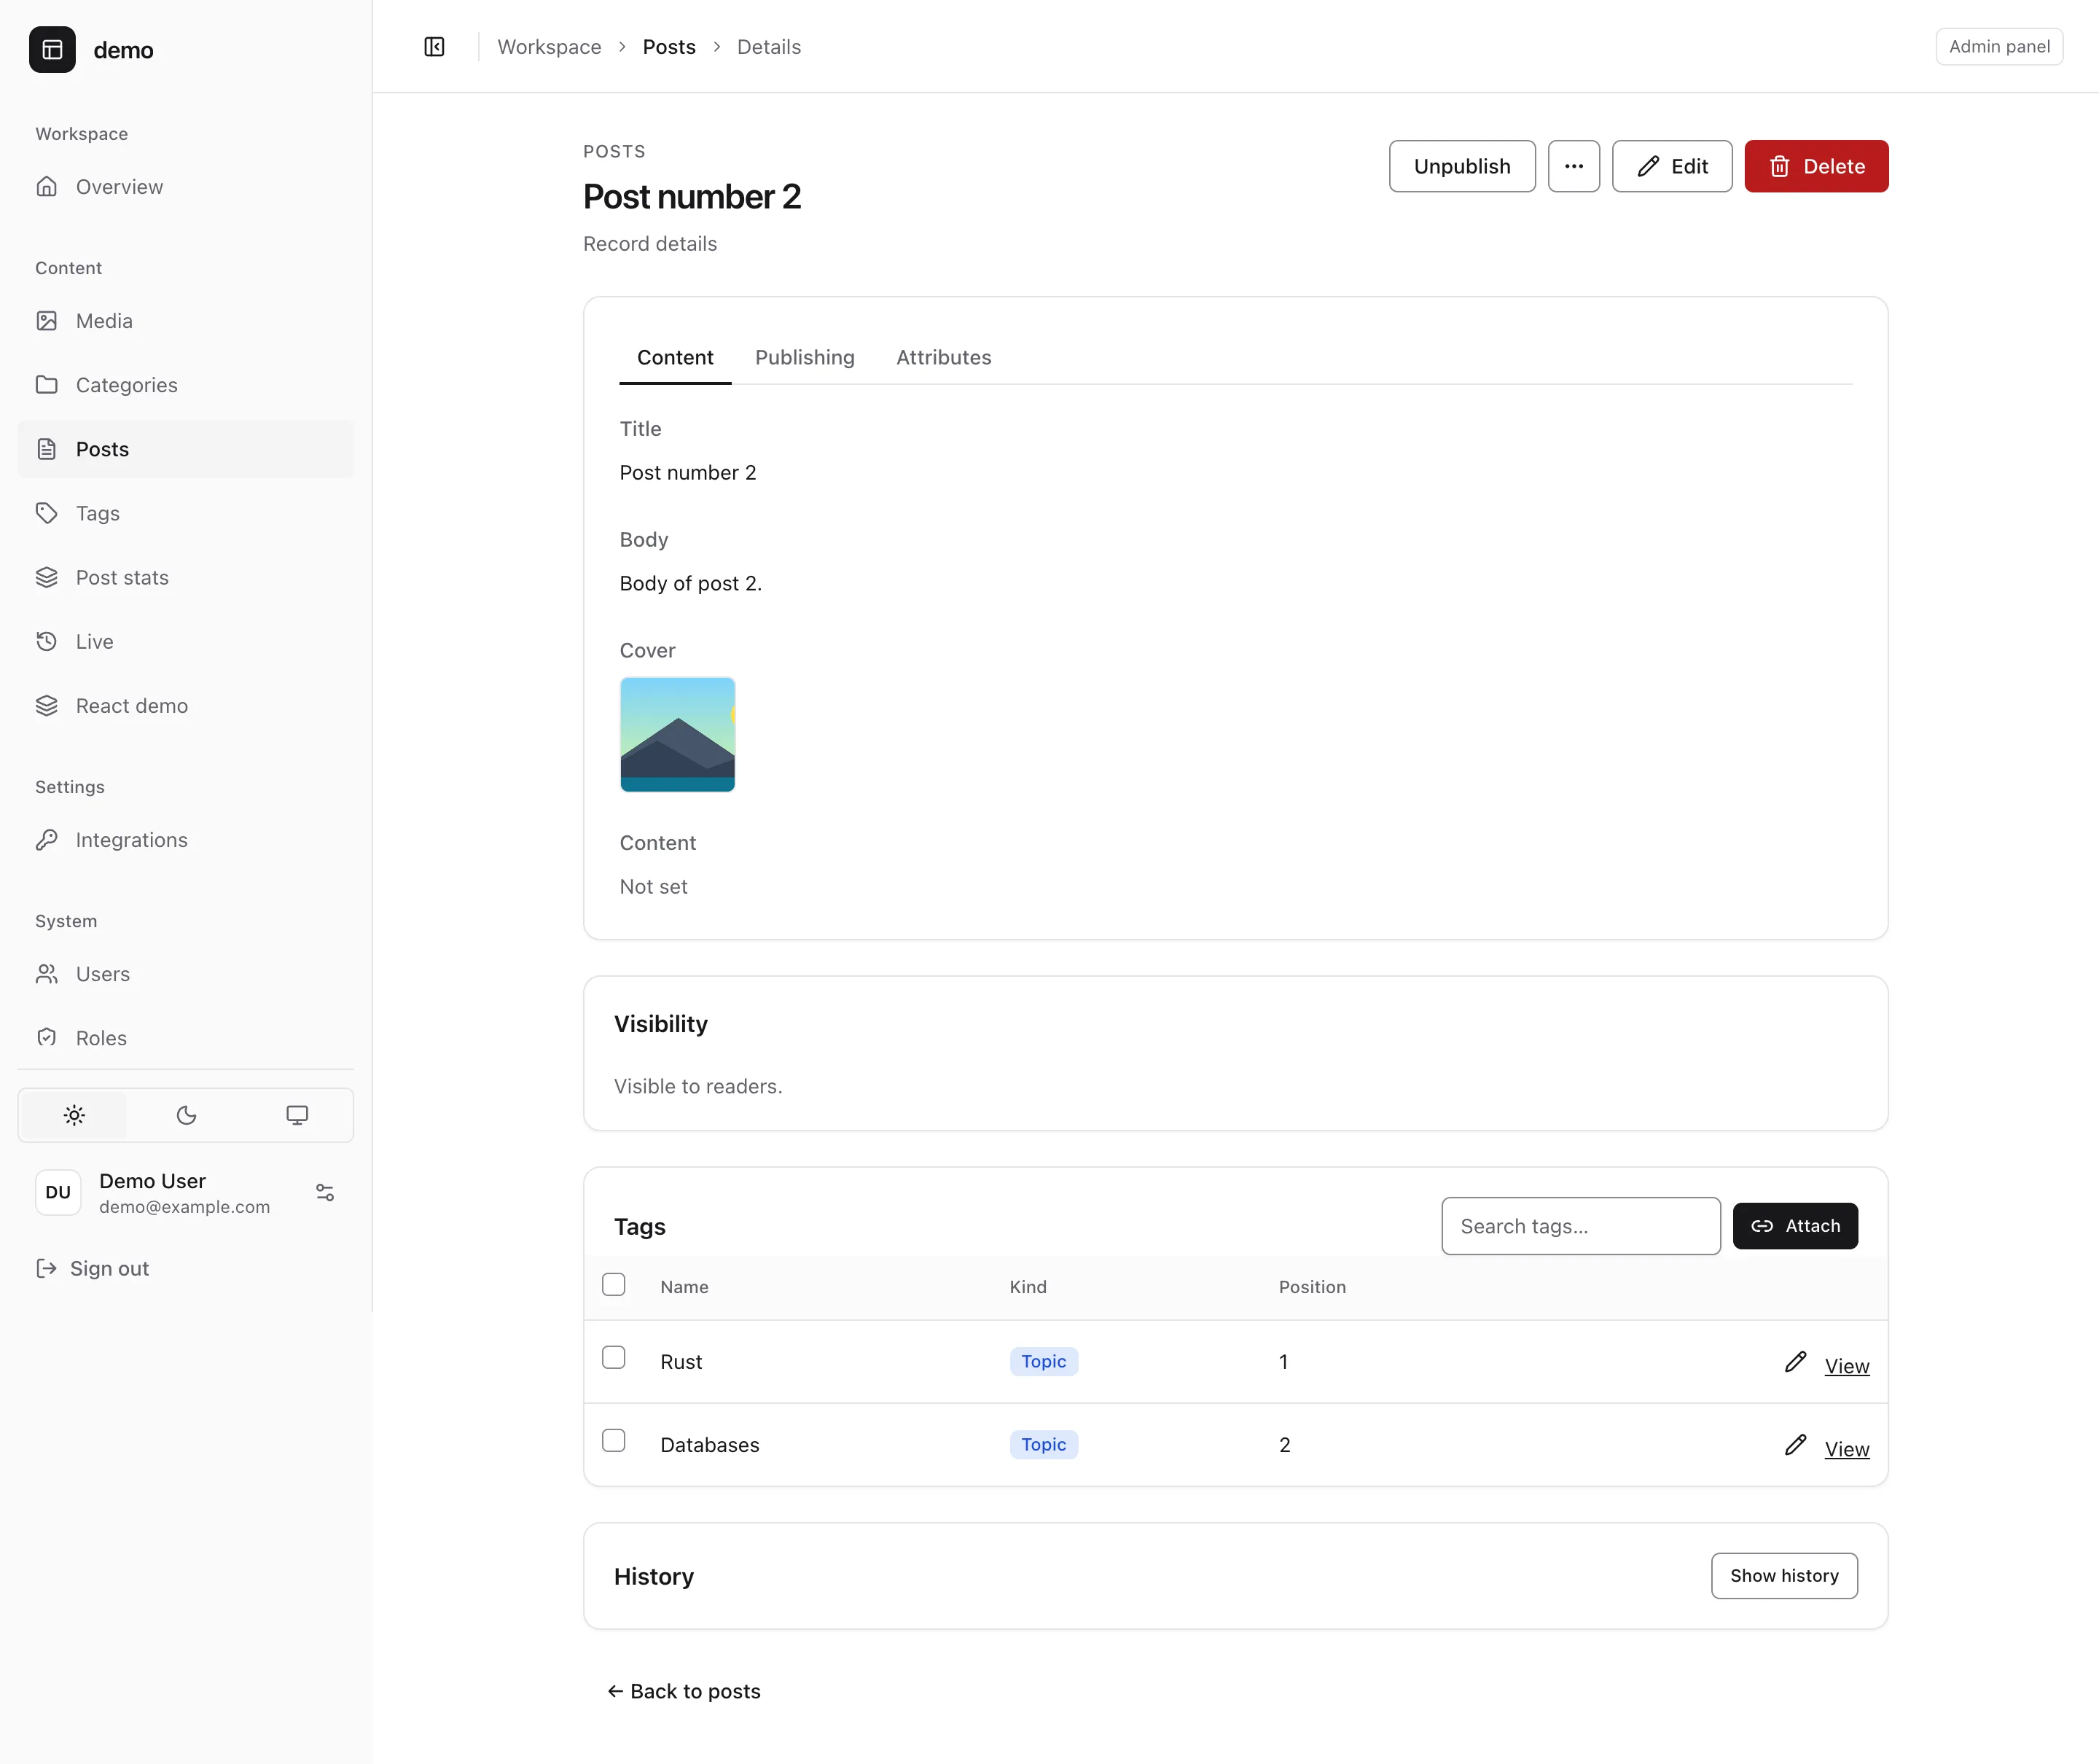 demo
Workspace
Overview
Content
Media
Categories
Posts
Tags
Post stats
Live
React demo
Settings
Integrations
System
Users
Roles
DU
Demo User
demo@example.com
Sign out
Workspace > Posts > Details
Admin panel
POSTS
Post number 2
Record details
Unpublish
Edit
Delete
Content Publishing Attributes
Title
Post number 2
Body
Body of post 2.
Cover
Content
Not set
Visibility
Visible to readers.
Tags
Search tags...
Attach
Name Kind Position
Rust Topic 1 View
Databases Topic 2 View
History
Show history
← Back to posts